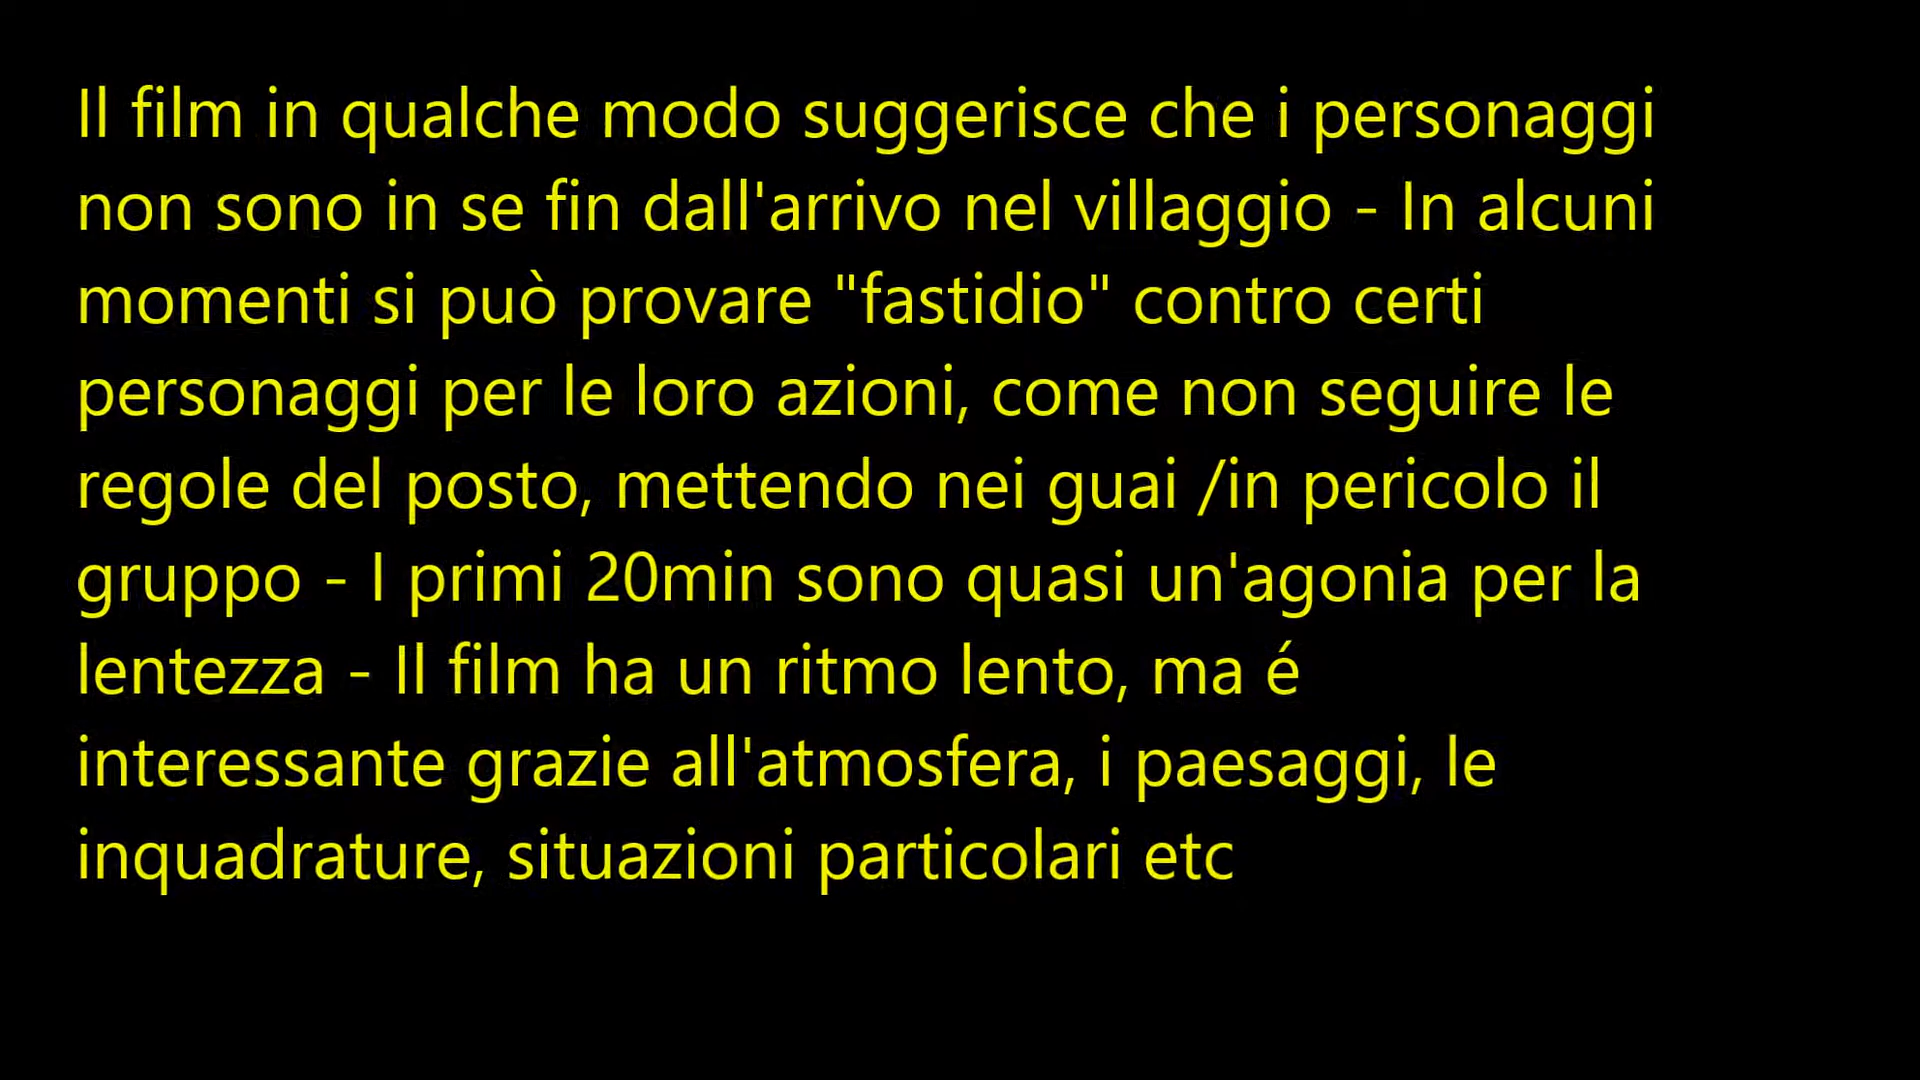 Il film in qualche modo suggerisce che i personaggi
non sono in se fin dall'arrivo nel villaggio - In alcuni
momenti si può provare "fastidio" contro certi
personaggi per le loro azioni, come non seguire le
regole del posto, mettendo nei guai /in pericolo il
gruppo - I primi 20min sono quasi un'agonia per la
lentezza - Il film ha un ritmo lento, ma é
interessante grazie all'atmosfera, i paesaggi, le
inquadrature, situazioni particolari etc